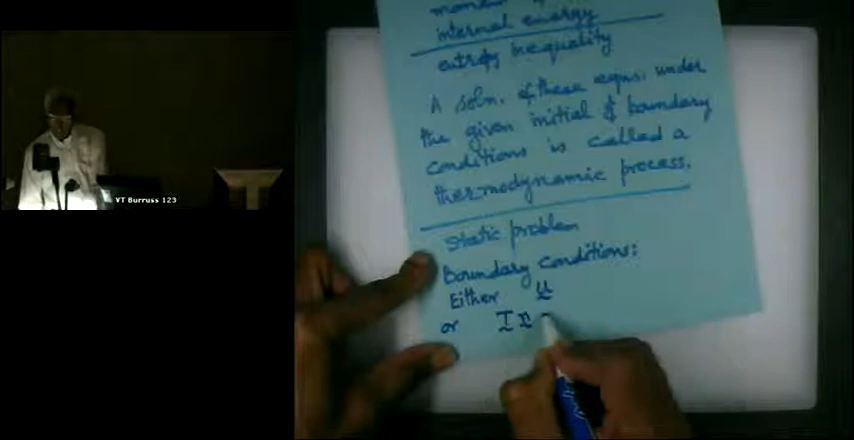 internal energy
entropy inequality
A soln. of these eqns. under
the given initial & boundary
conditions is called a
thermodynamic process.
Static problem
Boundary conditions:
Either u
or T n
VT Burruss 123